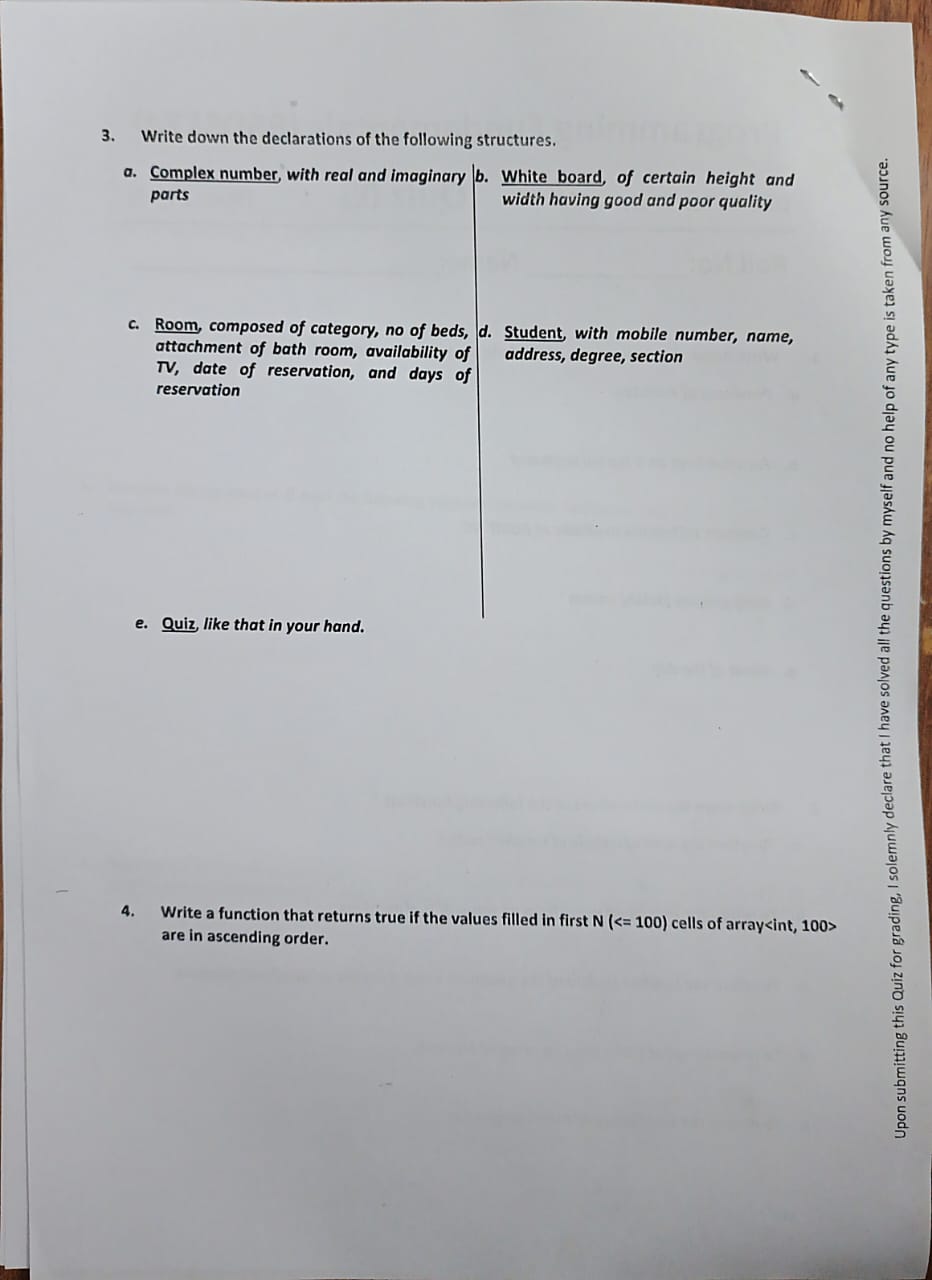 3. Write down the declarations of the following structures.
a. Complex number, with real and imaginary
parts
b. White board, of certain height and
width having good and poor quality
c. Room, composed of category, no of beds,
attachment of bath room, availability of
TV, date of reservation, and days of
reservation
d. Student, with mobile number, name,
address, degree, section
e. Quiz, like that in your hand.
4. Write a function that returns true if the values filled in first N (<= 100) cells of array<int, 100>
are in ascending order.
Upon submitting this Quiz for grading, I solemnly declare that I have solved all the questions by myself and no help of any type is taken from any source.